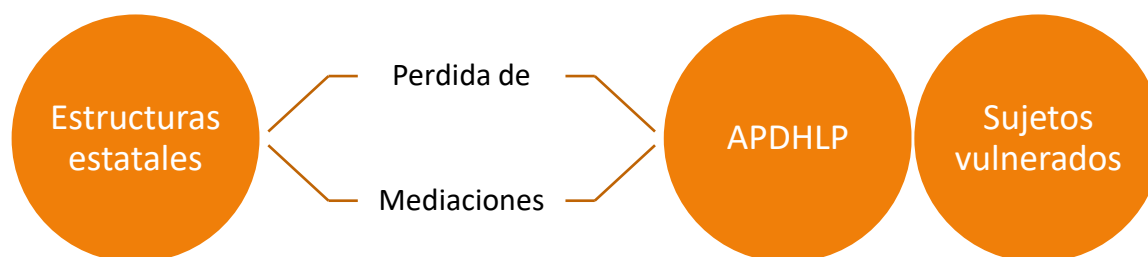 Estructuras
estatales
Perdida de
Mediaciones
APDHLP
Sujetos
vulnerados